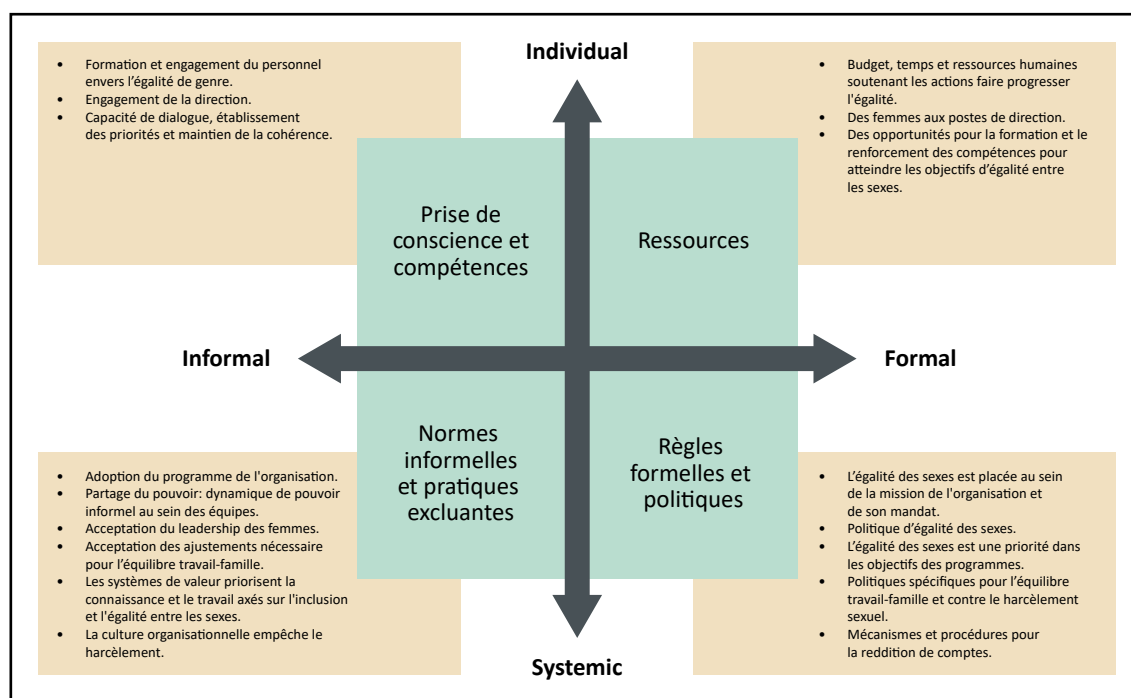 Individual
• Formation et engagement du personnel
envers l'égalité de genre.
• Engagement de la direction.
• Capacité de dialogue, établissement
des priorités et maintien de la cohérence.
• Budget, temps et ressources humaines
soutenant les actions faire progresser
l'égalité.
• Des femmes aux postes de direction.
• Des opportunités pour la formation et le
renforcement des compétences pour
atteindre les objectifs d'égalité entre
les sexes.
Prise de
conscience et
compétences
Ressources
Informal
Formal
Normes
informelles
et pratiques
excluantes
Règles
formelles et
politiques
• Adoption du programme de l'organisation.
• Partage du pouvoir: dynamique de pouvoir
informel au sein des équipes.
• Acceptation du leadership des femmes.
• Acceptation des ajustements nécessaire
pour l'équilibre travail-famille.
• Les systèmes de valeur priorisent la
connaissance et le travail axés sur l'inclusion
et l'égalité entre les sexes.
• La culture organisationnelle empêche le
harcèlement.
• L'égalité des sexes est placée au sein
de la mission de l'organisation et
de son mandat.
• Politique d'égalité des sexes.
• L'égalité des sexes est une priorité dans
les objectifs des programmes.
• Politiques spécifiques pour l'équilibre
travail-famille et contre le harcèlement
sexuel.
• Mécanismes et procédures pour
la reddition de comptes.
Systemic